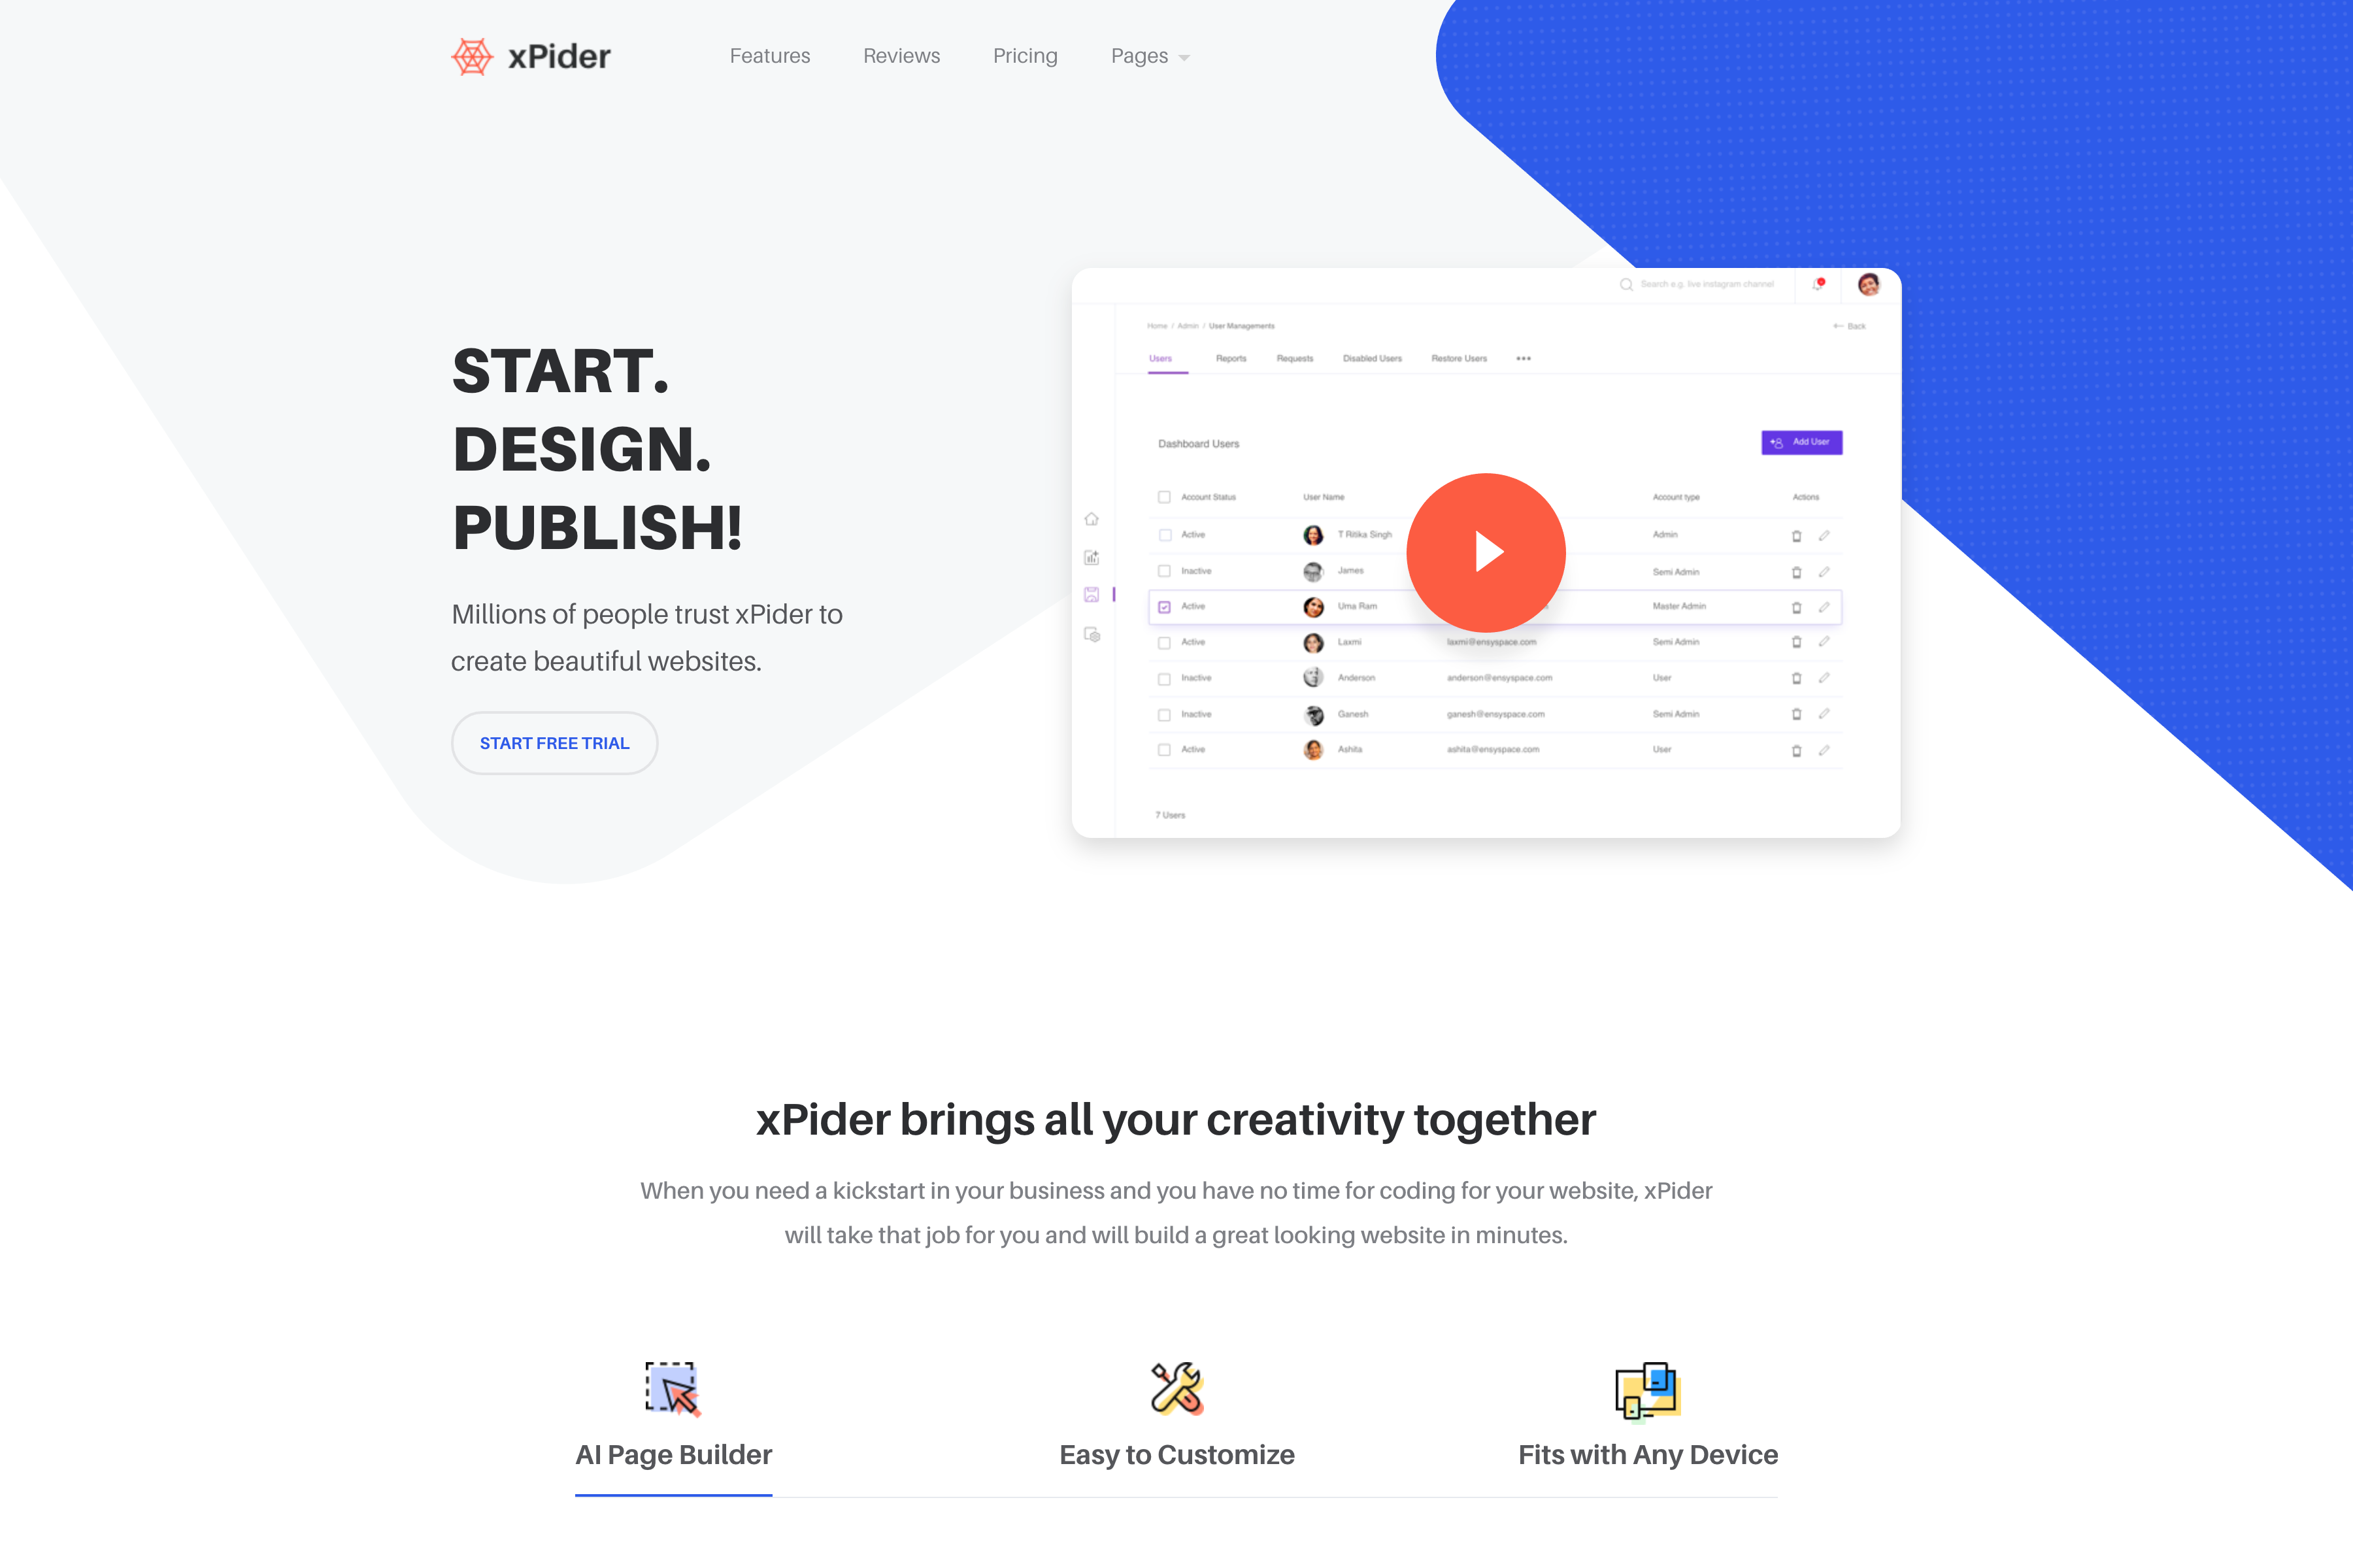 xPider
Features Reviews Pricing Pages
START.
DESIGN.
PUBLISH!
Millions of people trust xPider to
create beautiful websites.
START FREE TRIAL
Search e.g. live instagram channel
Home / Admin / User Managements
Back
Users Reports Requests Disabled Users Restore Users
Dashboard Users
Add User
Account Status User Name Account type Actions
Active T Ritika Singh Admin
Inactive James Semi Admin
Active Uma Ram Master Admin
Active Laxmi laxmi@ensyspace.com Semi Admin
Inactive Anderson anderson@ensyspace.com User
Inactive Ganesh ganesh@ensyspace.com Semi Admin
Active Ashita ashita@ensyspace.com User
7 Users
xPider brings all your creativity together
When you need a kickstart in your business and you have no time for coding for your website, xPider
will take that job for you and will build a great looking website in minutes.
AI Page Builder
Easy to Customize
Fits with Any Device